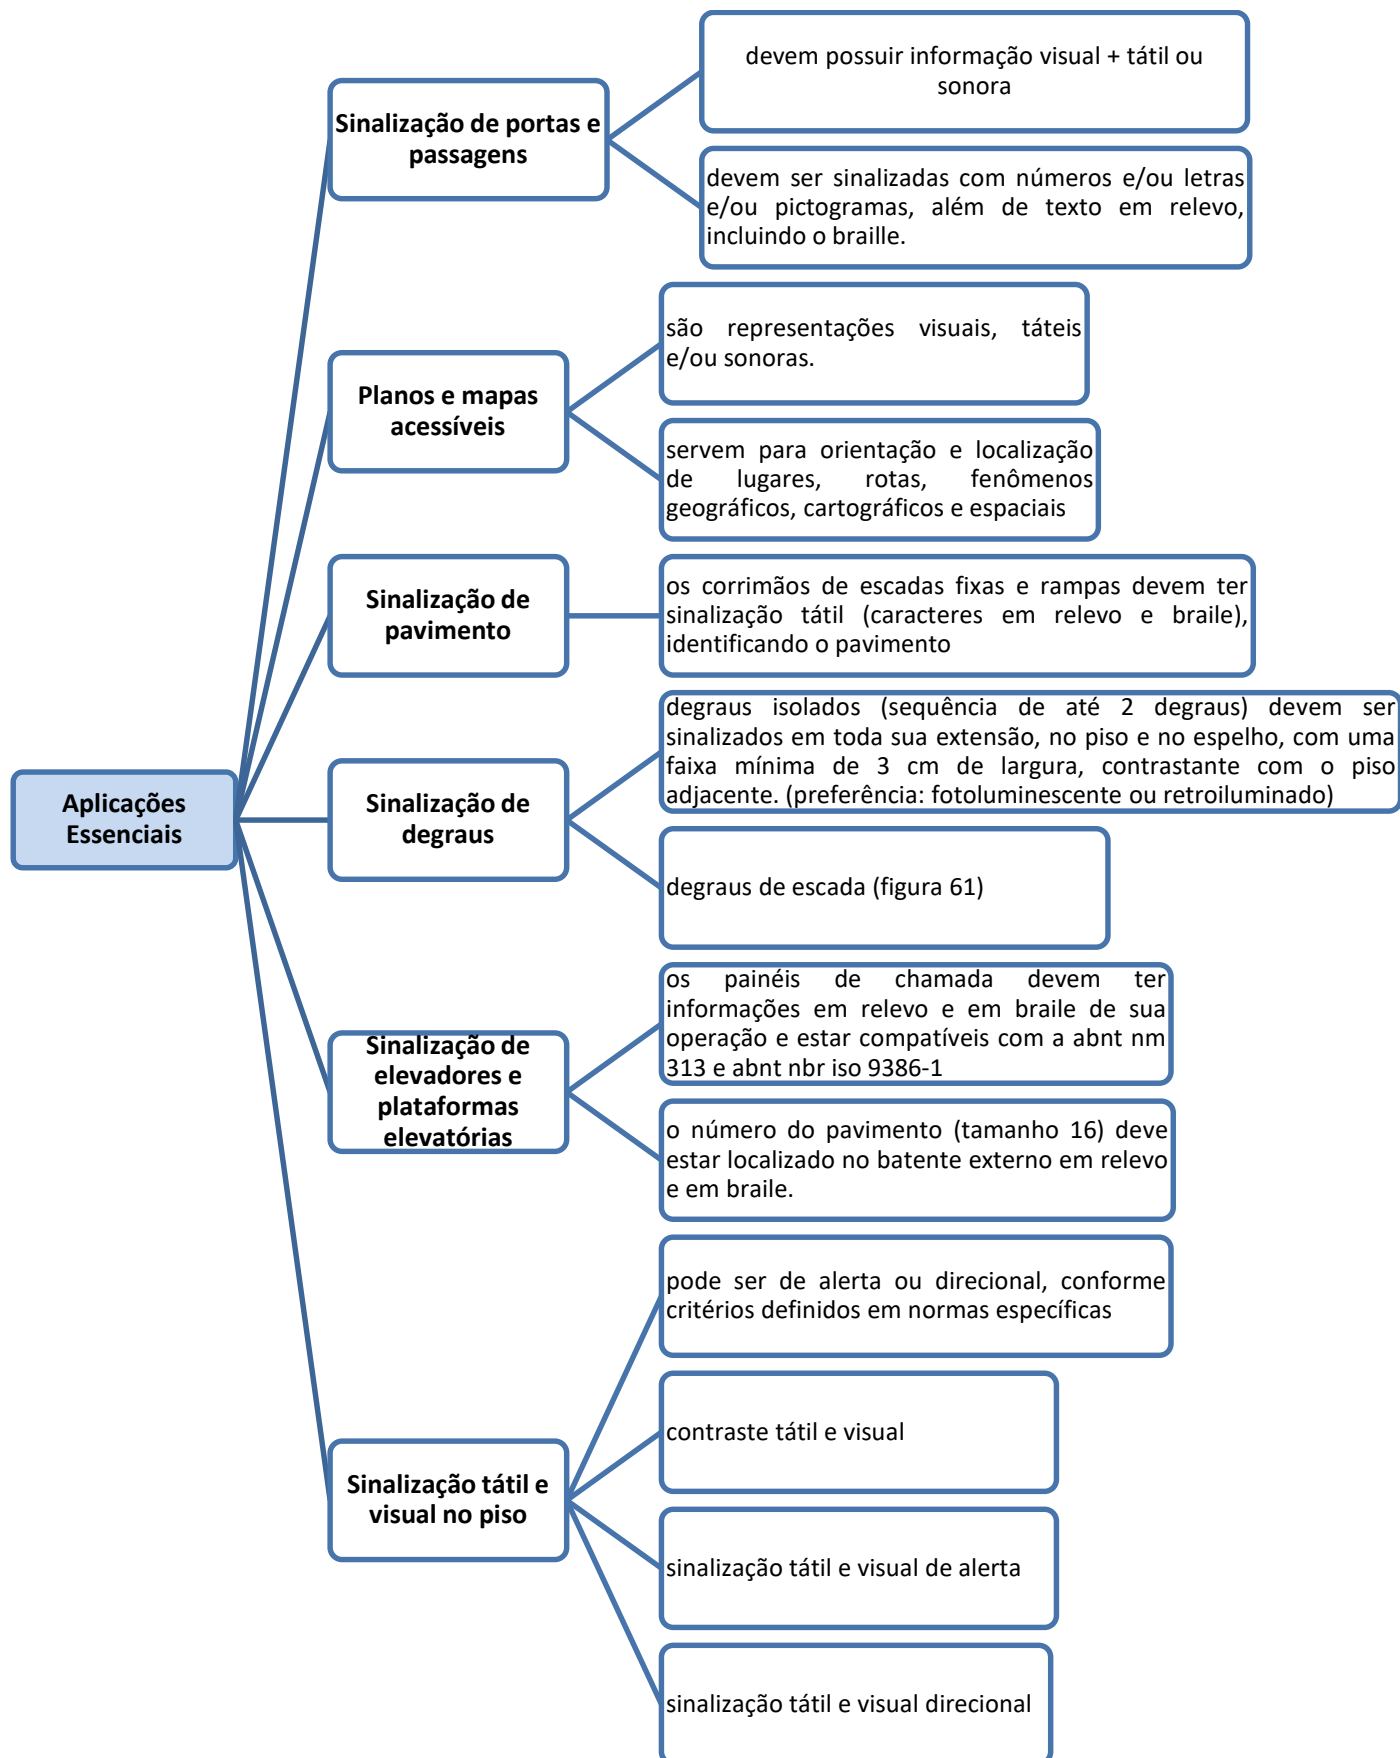 devem possuir informação visual + tátil ou
sonora
Sinalização de portas e
passagens
devem ser sinalizadas com números e/ou letras
e/ou pictogramas, além de texto em relevo,
incluindo o braille.
são representações visuais, táteis
e/ou sonoras.
Planos e mapas
acessíveis
servem para orientação e localização
de lugares, rotas, fenômenos
geográficos, cartográficos e espaciais
Sinalização de
pavimento
os corrimãos de escadas fixas e rampas devem ter
sinalização tátil (caracteres em relevo e braile),
identificando o pavimento
degraus isolados (sequência de até 2 degraus) devem ser
sinalizados em toda sua extensão, no piso e no espelho, com uma
faixa mínima de 3 cm de largura, contrastante com o piso
adjacente. (preferência: fotoluminescente ou retroiluminado)
Aplicações
Essenciais
Sinalização de
degraus
degraus de escada (figura 61)
os painéis de chamada devem ter
informações em relevo e em braile de sua
operação e estar compatíveis com a abnt nm
313 e abnt nbr iso 9386-1
Sinalização de
elevadores e
plataformas
elevatórias
o número do pavimento (tamanho 16) deve
estar localizado no batente externo em relevo
e em braile.
pode ser de alerta ou direcional, conforme
critérios definidos em normas específicas
contraste tátil e visual
Sinalização tátil e
visual no piso
sinalização tátil e visual de alerta
sinalização tátil e visual direcional